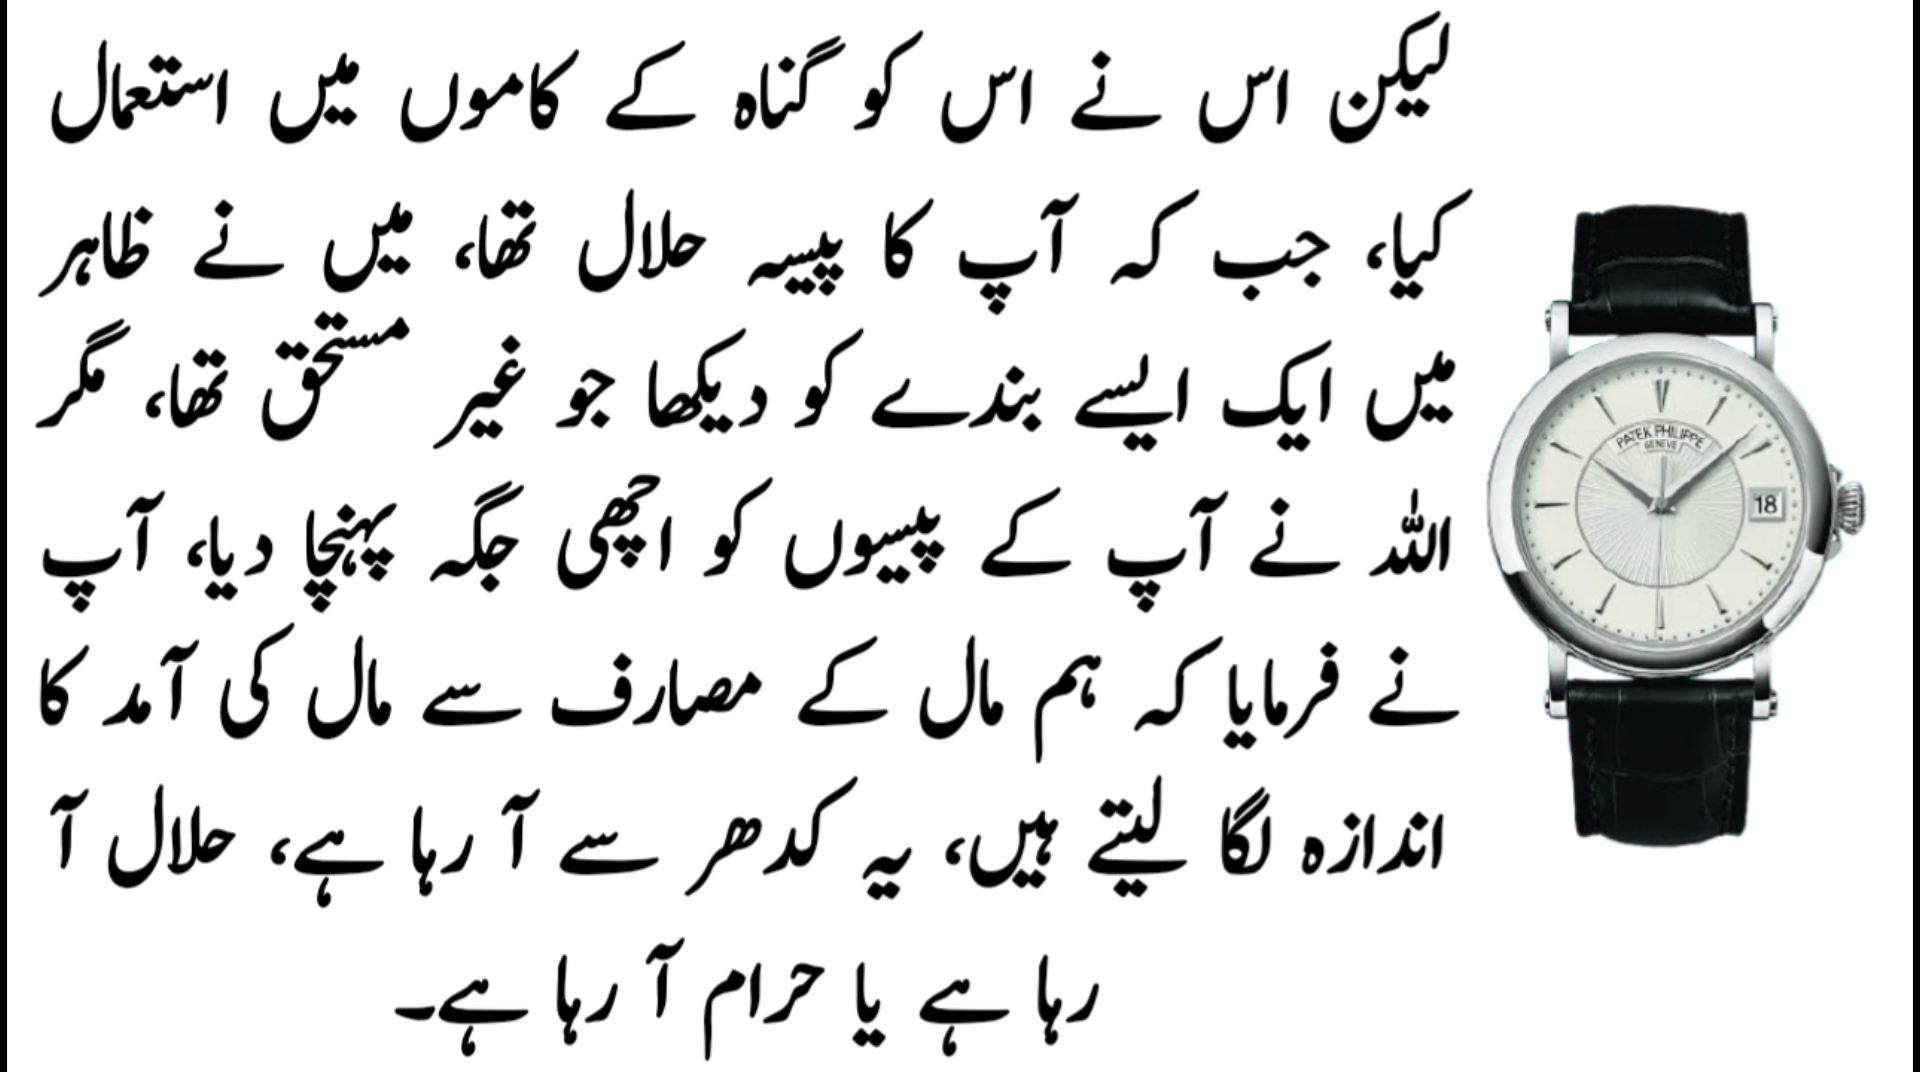 لیکن اس نے اس کو گناہ کے کاموں میں استعمال
کیا، جب کہ آپ کا پیسہ حلال تھا، میں نے ظاہر
میں ایک ایسے بندے کو دیکھا جو غیر مستحق تھا، مگر
اللہ نے آپ کے پیسوں کو اچھی جگہ پہنچا دیا، آپ
نے فرمایا کہ ہم مال کے مصارف سے مال کی آمد کا
اندازہ لگا لیتے ہیں، یہ کدھر سے آ رہا ہے، حلال آ
رہا ہے یا حرام آ رہا ہے۔
PATEK PHILIPPE
GENEVE
18